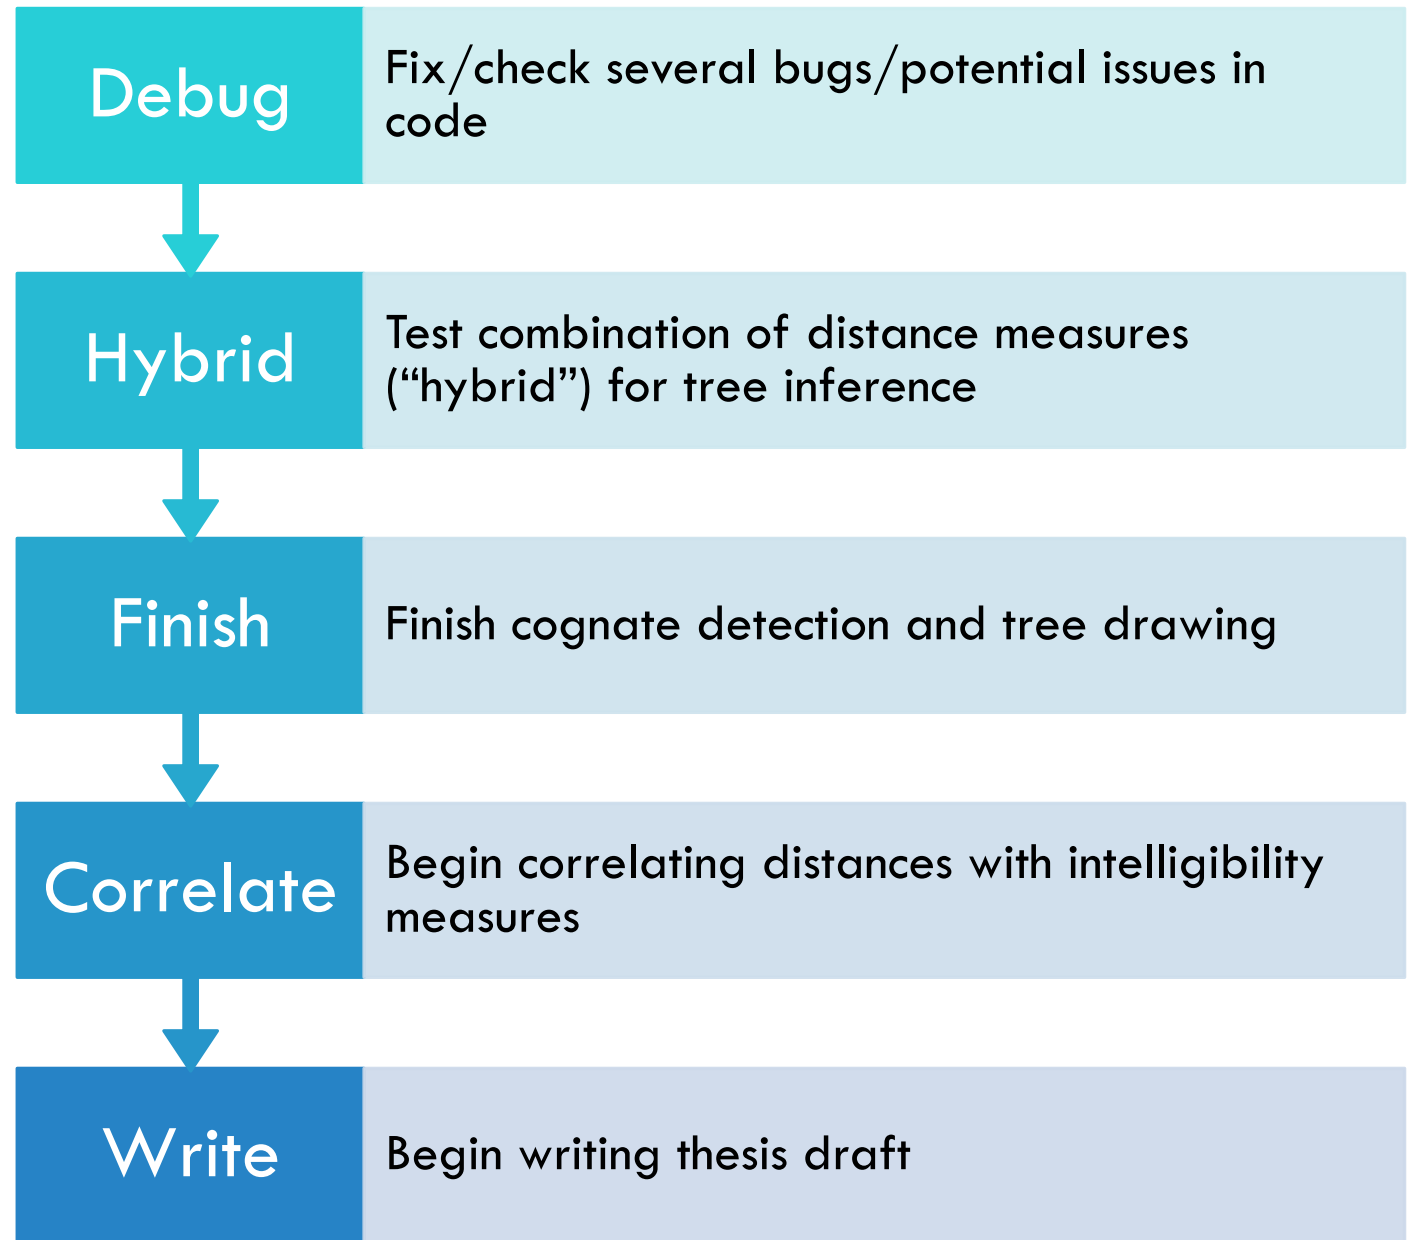 Debug
Fix/check several bugs/potential issues in
code
Hybrid
Test combination of distance measures
(“hybrid”) for tree inference
Finish
Finish cognate detection and tree drawing
Correlate
Begin correlating distances with intelligibility
measures
Write
Begin writing thesis draft